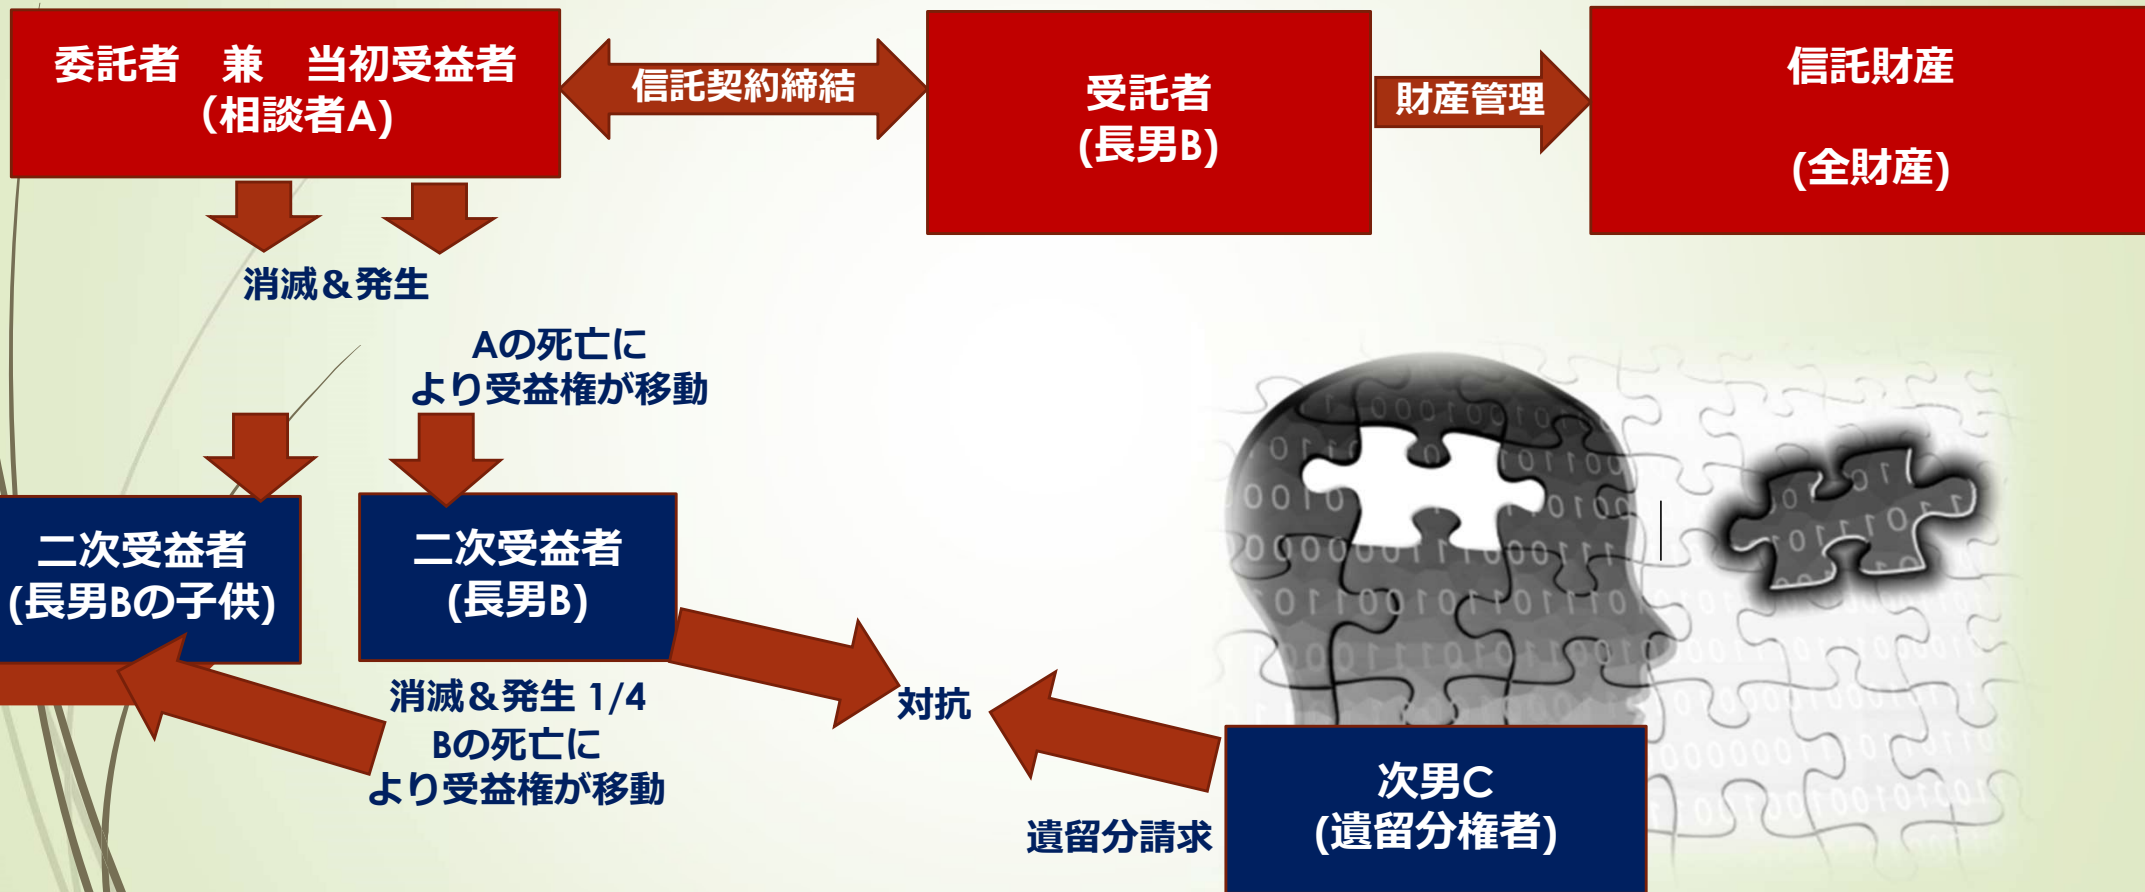 委託者　兼　当初受益者
（相談者A)
信託契約締結
受託者
(長男B)
財産管理
信託財産
(全財産)
消滅＆発生
Aの死亡に
より受益権が移動
二次受益者
(長男Bの子供)
二次受益者
(長男B)
消滅＆発生 1/4
Bの死亡に
より受益権が移動
対抗
遺留分請求
次男C
(遺留分権者)